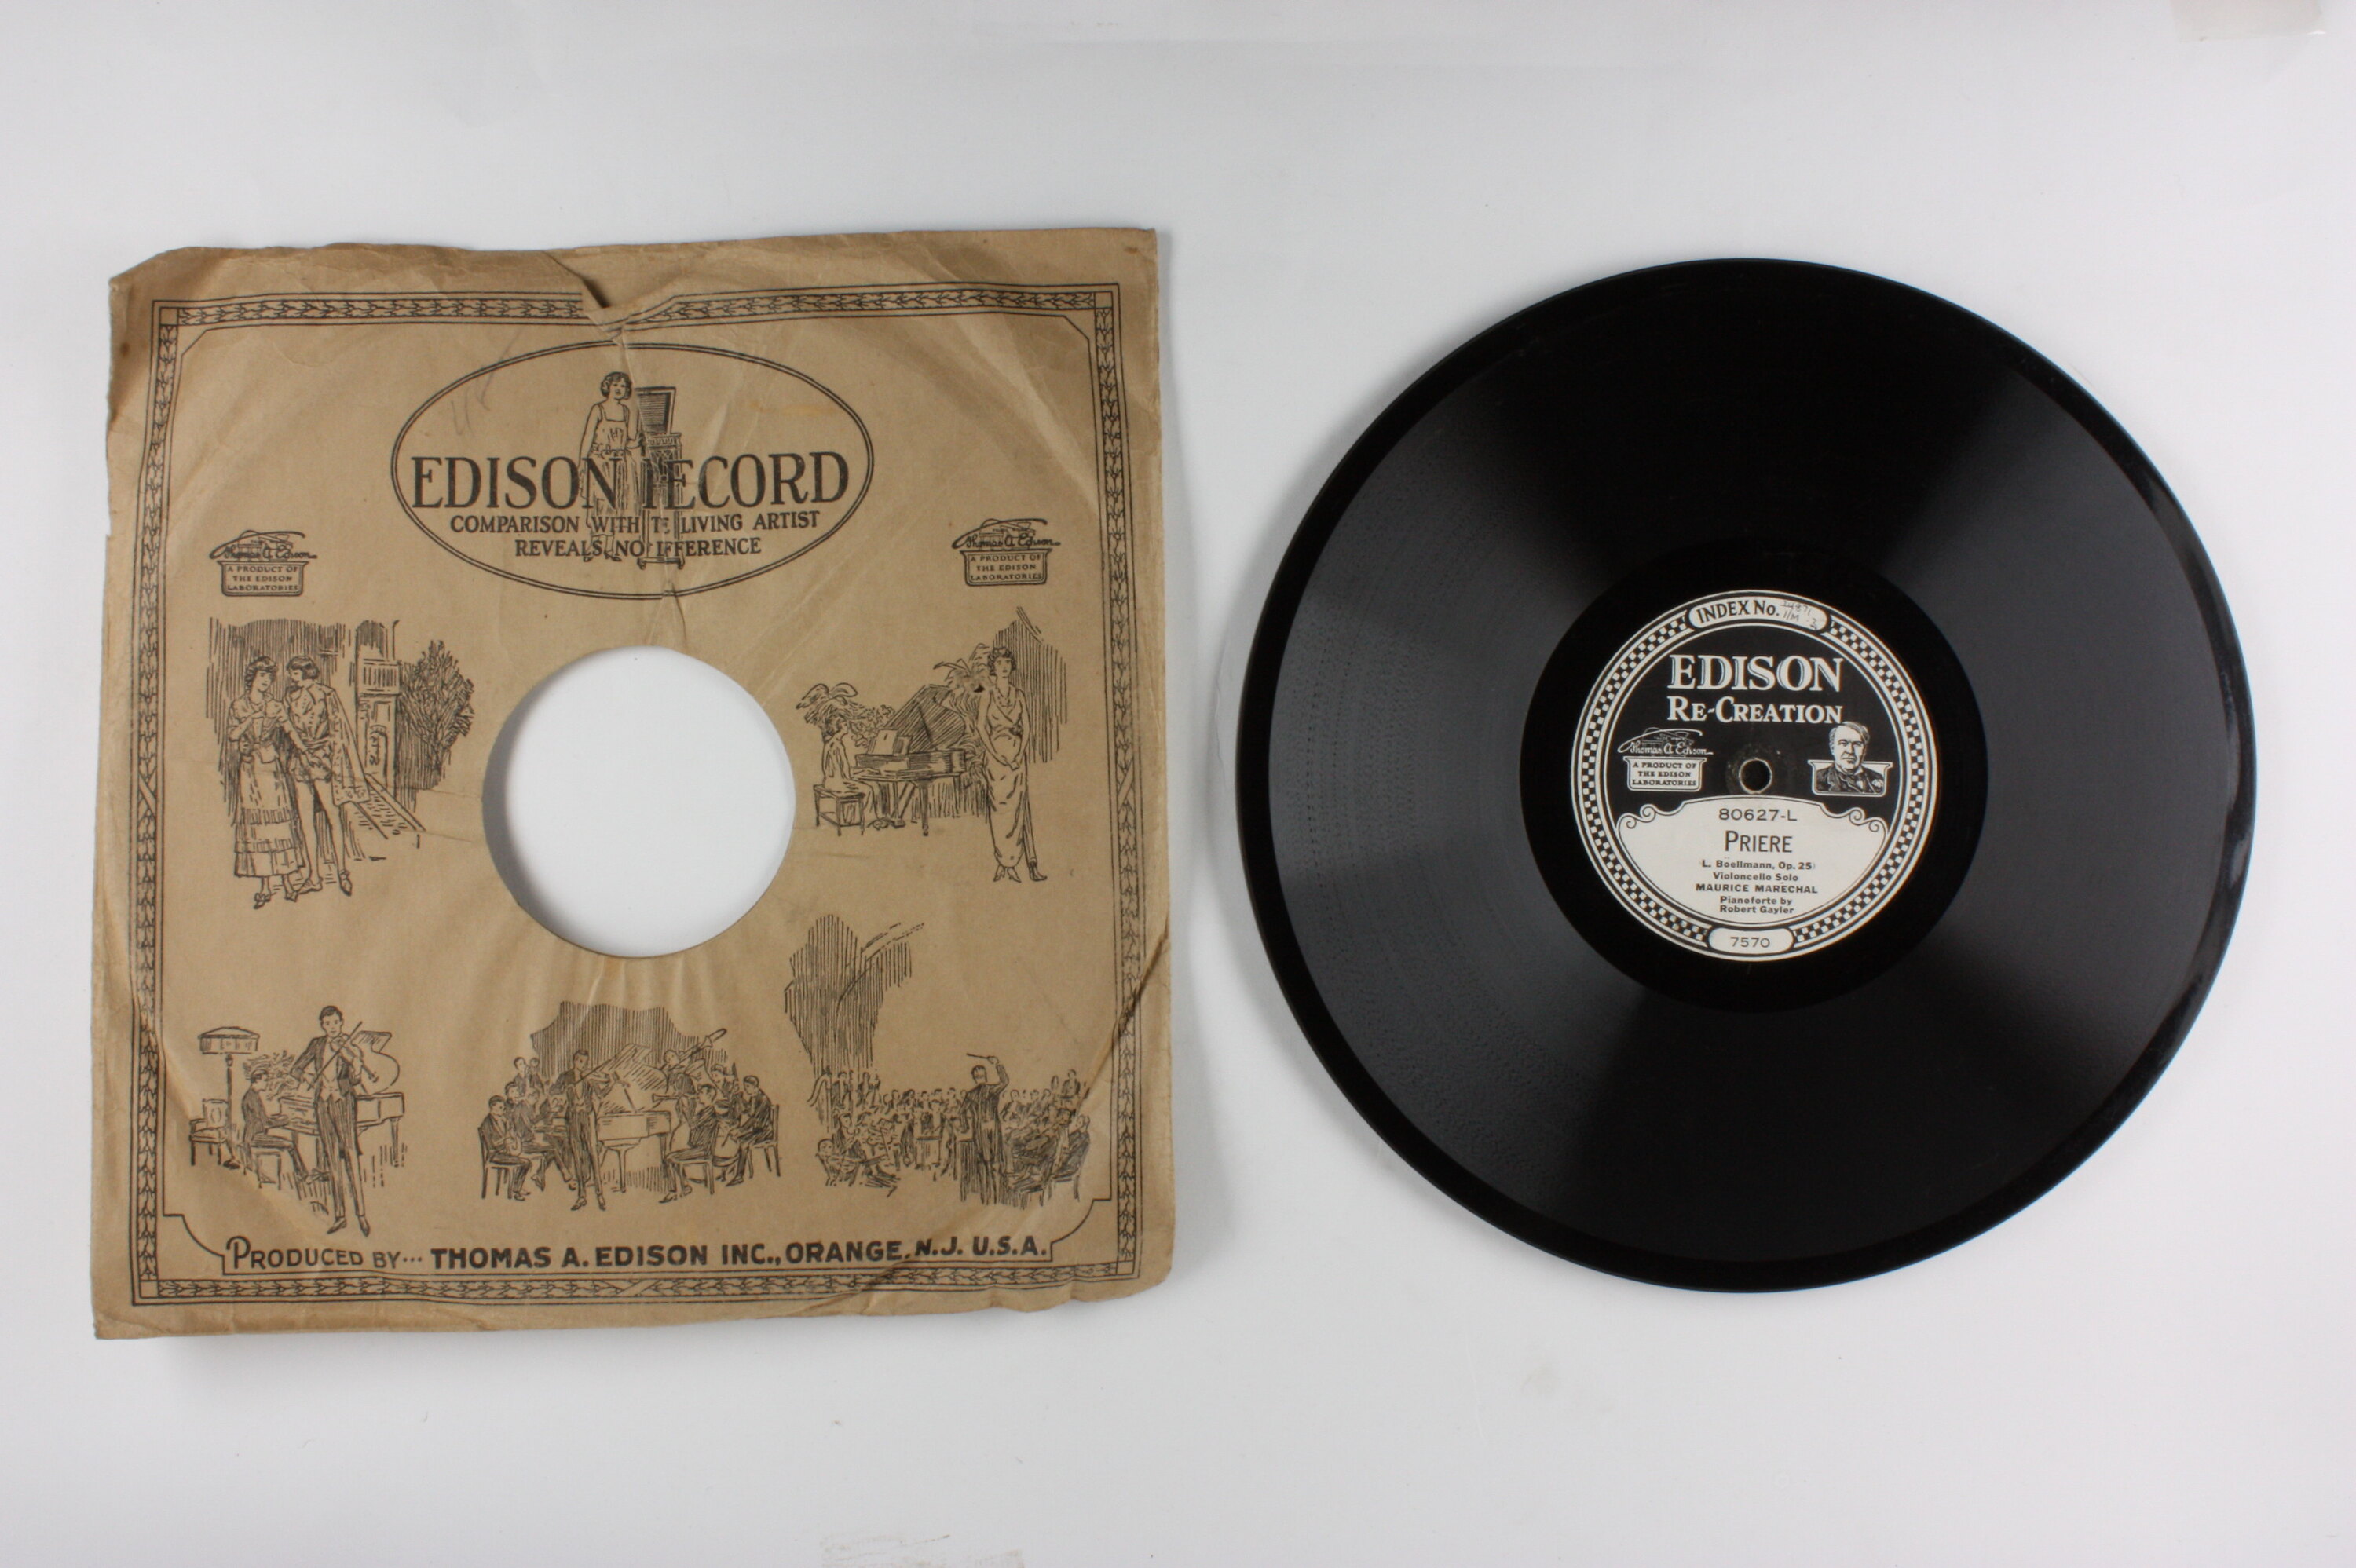 EDISON RECORD
COMPARISON WITH THE LIVING ARTIST
REVEALS NO DIFFERENCE
Thomas A. Edison
A PRODUCT OF
THE EDISON
LABORATORIES
Thomas A. Edison
A PRODUCT OF
THE EDISON
LABORATORIES
PRODUCED BY... THOMAS A. EDISON INC., ORANGE, N.J. U.S.A.
INDEX No.
EDISON
RE-CREATION
Thomas A. Edison
A PRODUCT OF
THE EDISON
LABORATORIES
80627-L
PRIERE
(L. Boellmann, Op. 25)
Violoncello Solo
MAURICE MARECHAL
Pianoforte by
Robert Gayler
7570